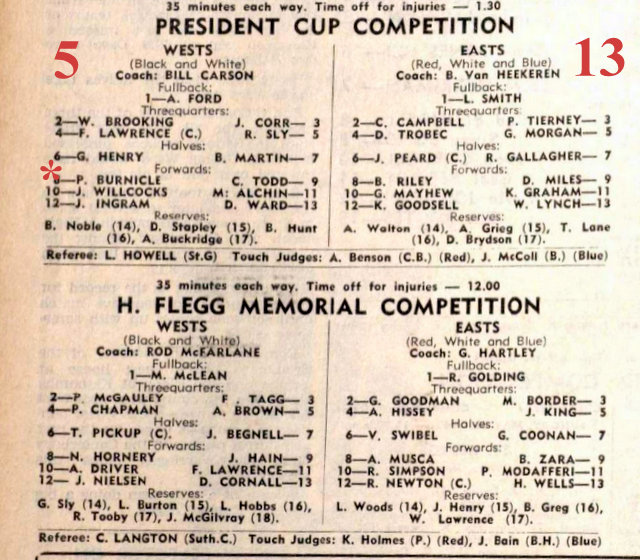 35 minutes each way. Time off for injuries — 1.30
PRESIDENT CUP COMPETITION
5
13
WESTS
(Black and White)
Coach: BILL CARSON
Fullback:
1—A. FORD
Threequarters:
2—W. BROOKING J. CORR— 3
4—F. LAWRENCE (C.) R. SLY— 5
Halves:
6—G. HENRY B. MARTIN— 7
Forwards:
* 8—P. BURNICLE C. TODD— 9
10—J. WILLCOCKS M. ALCHIN—11
12—J. INGRAM D. WARD—13
Reserves:
B. Noble (14), D. Stapley (15), B. Hunt
(16), A. Buckridge (17).
EASTS
(Red, White and Blue)
Coach: B. Van HEEKEREN
Fullback:
1—L. SMITH
Threequarters:
2—C. CAMPBELL P. TIERNEY— 3
4—D. TROBEC G. MORGAN— 5
Halves:
6—J. PEARD (C.) R. GALLAGHER— 7
Forwards:
8—B. RILEY D. MILES— 9
10—G. MAYHEW K. GRAHAM—11
12—K. GOODSELL W. LYNCH—13
Reserves:
A. Walton (14), A. Grieg (15), T. Lane
(16), D. Brydson (17).
Referee: L. HOWELL (St.G) Touch Judges: A. Benson (C.B.) (Red), J. McColl (B.) (Blue)
35 minutes each way. Time off for injuries — 12.00
H. FLEGG MEMORIAL COMPETITION
WESTS
(Black and White)
Coach: ROD McFARLANE
Fullback:
1—M. McLEAN
Threequarters:
2—P. McGAULEY F. TAGG— 3
4—P. CHAPMAN A. BROWN— 5
Halves:
6—T. PICKUP (C). J. BEGNELL— 7
Forwards:
8—N. HORNERY J. HAIN— 9
10—A. DRIVER F. LAWRENCE—11
12— J. NIELSEN D. CORNALL—13
Reserves:
G. Sly (14), L. Burton (15), L. Hobbs (16),
R. Tooby (17), J. McGilvray (18).
EASTS
(Red, White and Blue)
Coach: G. HARTLEY
Fullback:
1—R. GOLDING
Threequarters:
2—G. GOODMAN M. BORDER— 3
4—A. HISSEY J. KING— 5
Halves:
6—V. SWIBEL G. COONAN— 7
Forwards:
8—A. MUSCA B. ZARA— 9
10—R. SIMPSON P. MODAFFERI—11
12—R. NEWTON (C.) H. WELLS—13
Reserves:
L. Woods (14), J. Henry (15), B. Greg (16),
W. Lawrence (17).
Referee: C. LANGTON (Suth.C.) Touch Judges: K. Holmes (P.) (Red), J. Bain (B.H.) (Blue)